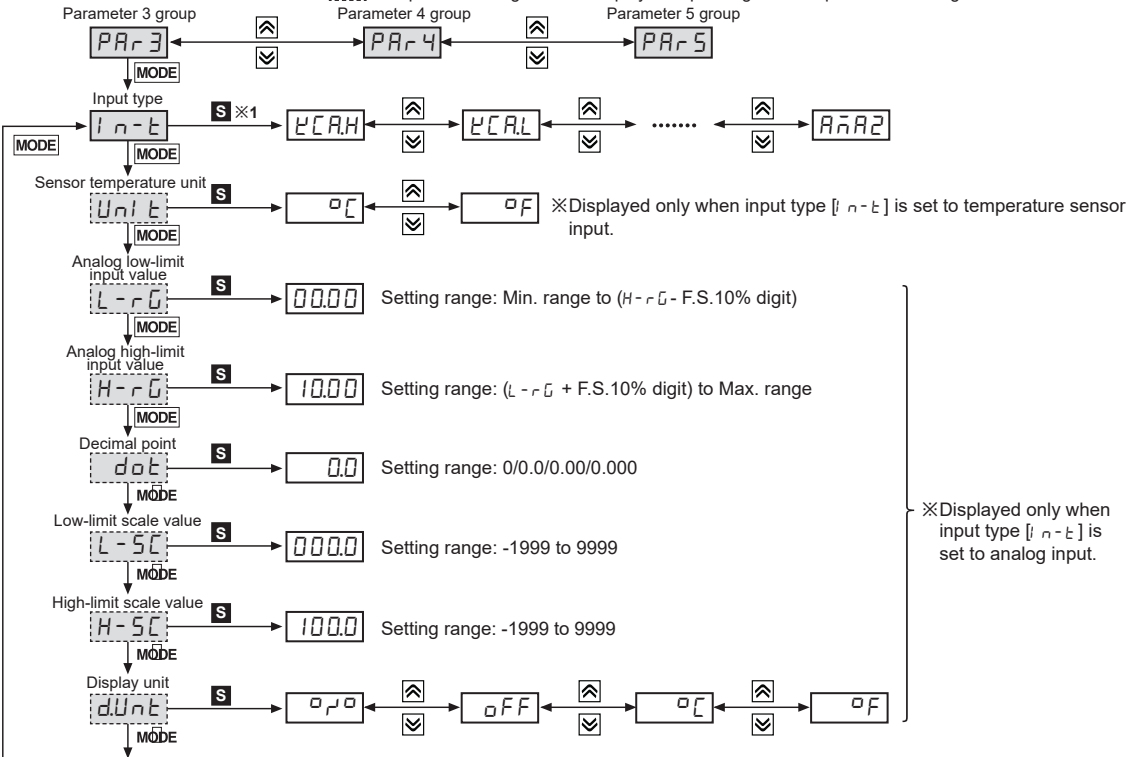 Parameter 3 group Parameter 4 group Parameter 5 group
PAr3 PAr4 PAr5
MODE
Input type
In-t S ※1 KCA.H KCA.L ······· AMA2
MODE
MODE
Sensor temperature unit
UnIt S °C °F ※Displayed only when input type [In-t] is set to temperature sensor
input.
MODE
Analog low-limit
input value
L-rG S 00.00 Setting range: Min. range to (H-rG- F.S.10% digit)
MODE
Analog high-limit
input value
H-rG S 10.00 Setting range: (L-rG + F.S.10% digit) to Max. range
MODE
Decimal point
dot S 0.0 Setting range: 0/0.0/0.00/0.000
MODE
※Displayed only when
input type [In-t] is
set to analog input.
Low-limit scale value
L-SC S 000.0 Setting range: -1999 to 9999
MODE
High-limit scale value
H-SC S 100.0 Setting range: -1999 to 9999
MODE
Display unit
d.Unt S oFF °C °F
MODE